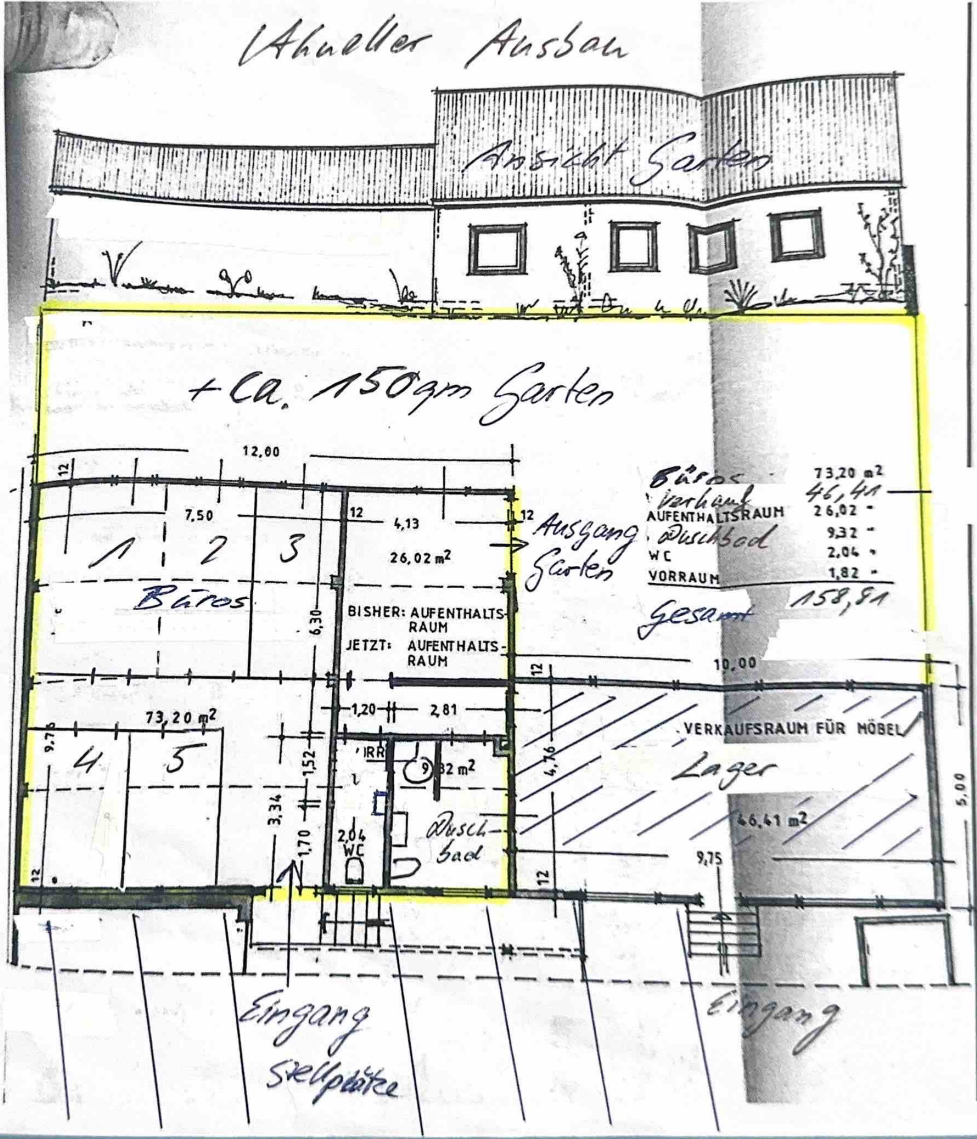 Aktueller Ausbau
Ansicht Garten
+ Ca. 150qm Garten
12,00
12
7,50
12
4,13
12
1 2 3
26,02 m²
Büros
6,30
BISHER: AUFENTHALTS-
RAUM
JETZT: AUFENTHALTS-
RAUM
Ausgang
Garten
Büros 73,20 m²
Verkauf 46,41
AUFENTHALTSRAUM 26,02 "
Duschbad 9,32 "
WC 2,04 "
VORRAUM 1,82 "
Gesamt 158,81
10,00
12
1,20
2,81
73,20 m²
9,76
4 5
1,52
3,34
1,70
12
9,32 m²
2,04
WC
Dusch
bad
4,76
12
VERKAUFSRAUM FÜR MÖBEL
Lager
46,41 m²
9,75
5,00
Eingang
Stellplätze
Eingang